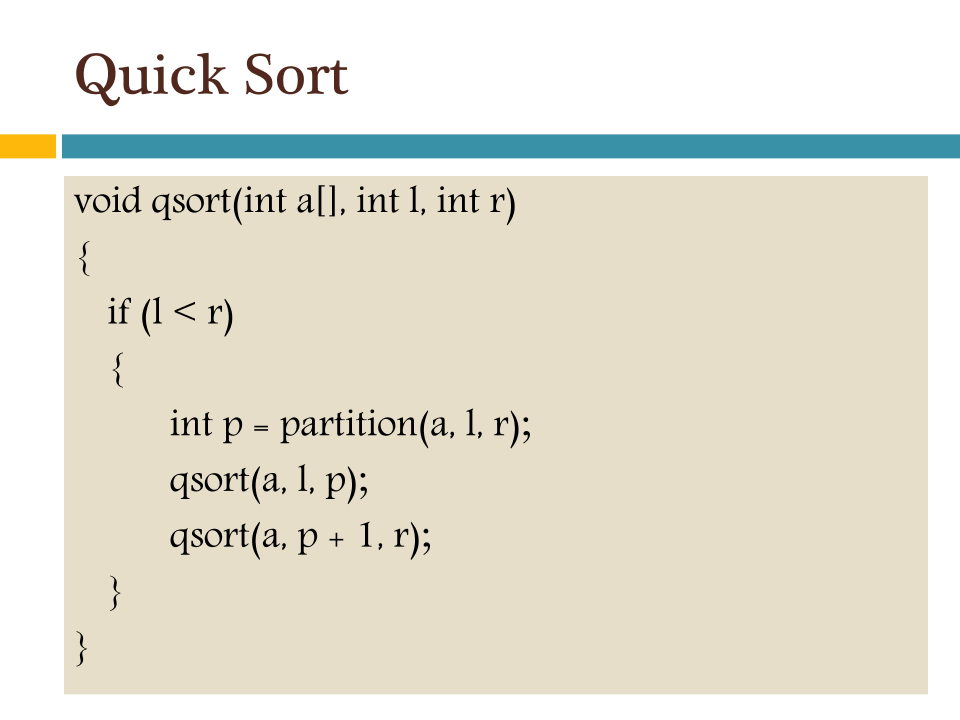 Quick Sort
void qsort(int a[], int l, int r)
{
if (l < r)
{
int p = partition(a, l, r);
qsort(a, l, p);
qsort(a, p + 1, r);
}
}